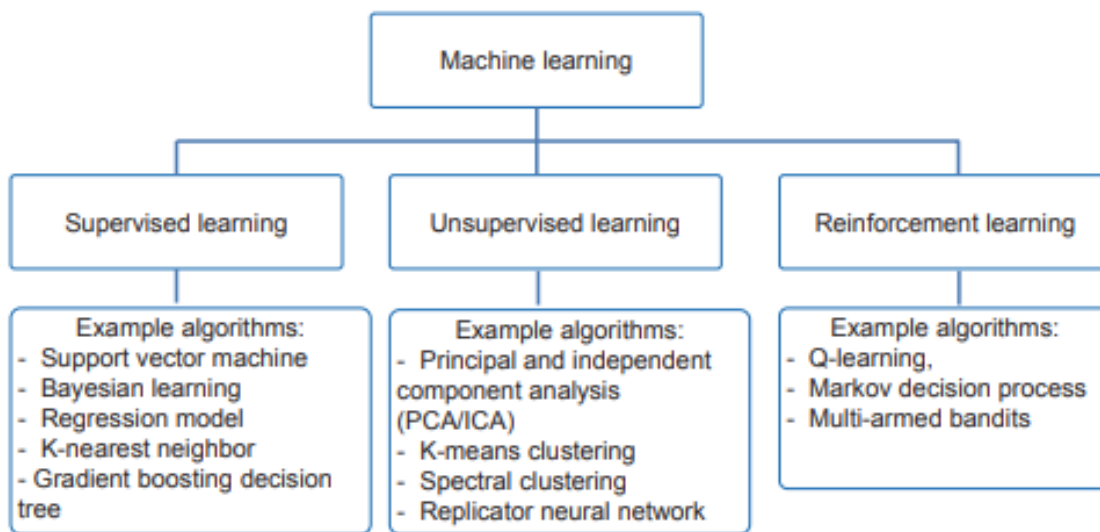 Machine learning
Supervised learning
Unsupervised learning
Reinforcement learning
Example algorithms:
- Support vector machine
- Bayesian learning
- Regression model
- K-nearest neighbor
- Gradient boosting decision
tree
Example algorithms:
- Principal and independent
component analysis
(PCA/ICA)
- K-means clustering
- Spectral clustering
- Replicator neural network
Example algorithms:
- Q-learning,
- Markov decision process
- Multi-armed bandits